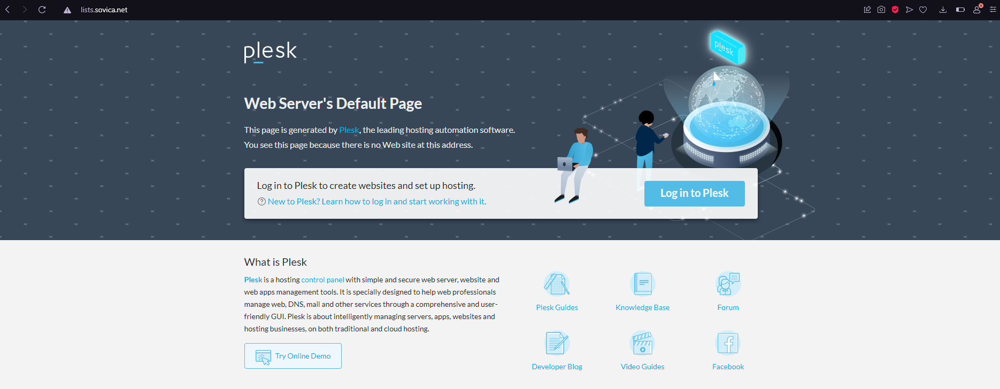 lists.sovica.net
plesk
plesk
Web Server's Default Page
This page is generated by Plesk, the leading hosting automation software.
You see this page because there is no Web site at this address.
Log in to Plesk to create websites and set up hosting.
New to Plesk? Learn how to log in and start working with it.
Log in to Plesk
What is Plesk
Plesk is a hosting control panel with simple and secure web server, website and
web apps management tools. It is specially designed to help web professionals
manage web, DNS, mail and other services through a comprehensive and user-
friendly GUI. Plesk is about intelligently managing servers, apps, websites and
hosting businesses, on both traditional and cloud hosting.
Try Online Demo
Plesk Guides
Knowledge Base
Forum
Developer Blog
Video Guides
Facebook